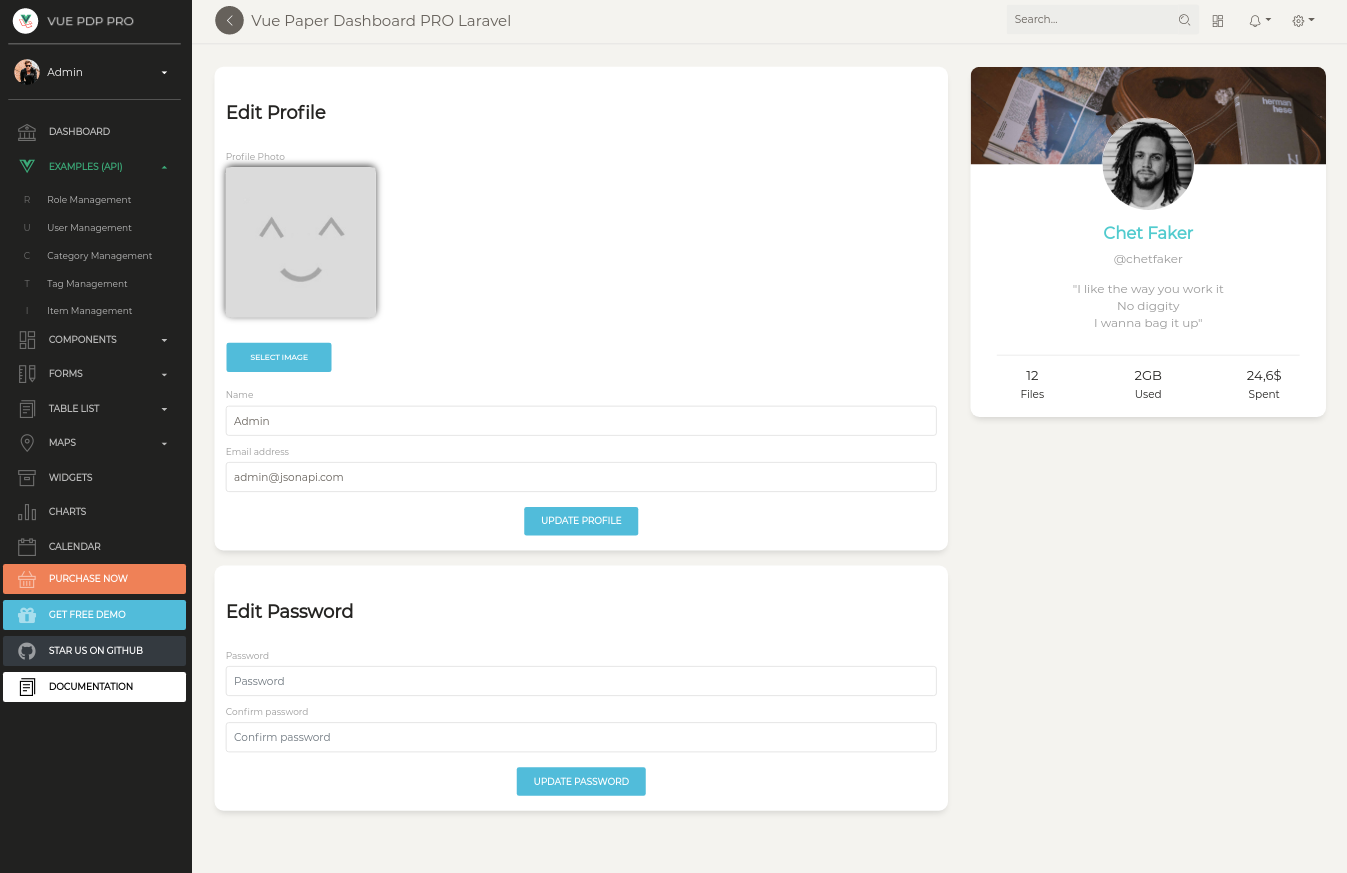 VUE PDP PRO
Admin
DASHBOARD
EXAMPLES (API)
R Role Management
U User Management
C Category Management
T Tag Management
I Item Management
COMPONENTS
FORMS
TABLE LIST
MAPS
WIDGETS
CHARTS
CALENDAR
PURCHASE NOW
GET FREE DEMO
STAR US ON GITHUB
DOCUMENTATION
Vue Paper Dashboard PRO Laravel
Search...
Edit Profile
Profile Photo
SELECT IMAGE
Name
Admin
Email address
admin@jsonapi.com
UPDATE PROFILE
Edit Password
Password
Password
Confirm password
Confirm password
UPDATE PASSWORD
herman
hesse
Chet Faker
@chetfaker
"I like the way you work it
No diggity
I wanna bag it up"
12 2GB 24,6$
Files Used Spent